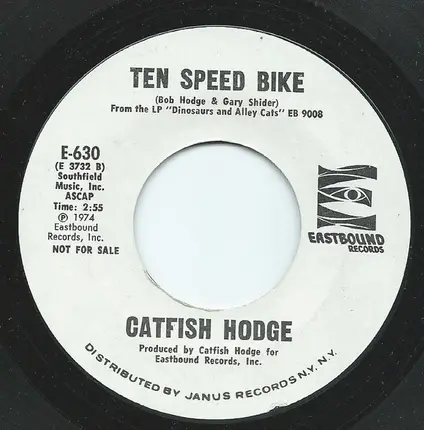 TEN SPEED BIKE
(Bob Hodge & Gary Shider)
From the LP "Dinosaurs and Alley Cats" EB 9008
E-630
(E 3732 B)
Southfield
Music, Inc.
ASCAP
Time: 2:55
Ⓟ 1974
Eastbound
Records, Inc.
NOT FOR SALE
EASTBOUND
RECORDS
CATFISH HODGE
Produced by Catfish Hodge for
Eastbound Records, Inc.
DISTRIBUTED BY JANUS RECORDS N.Y. N.Y.